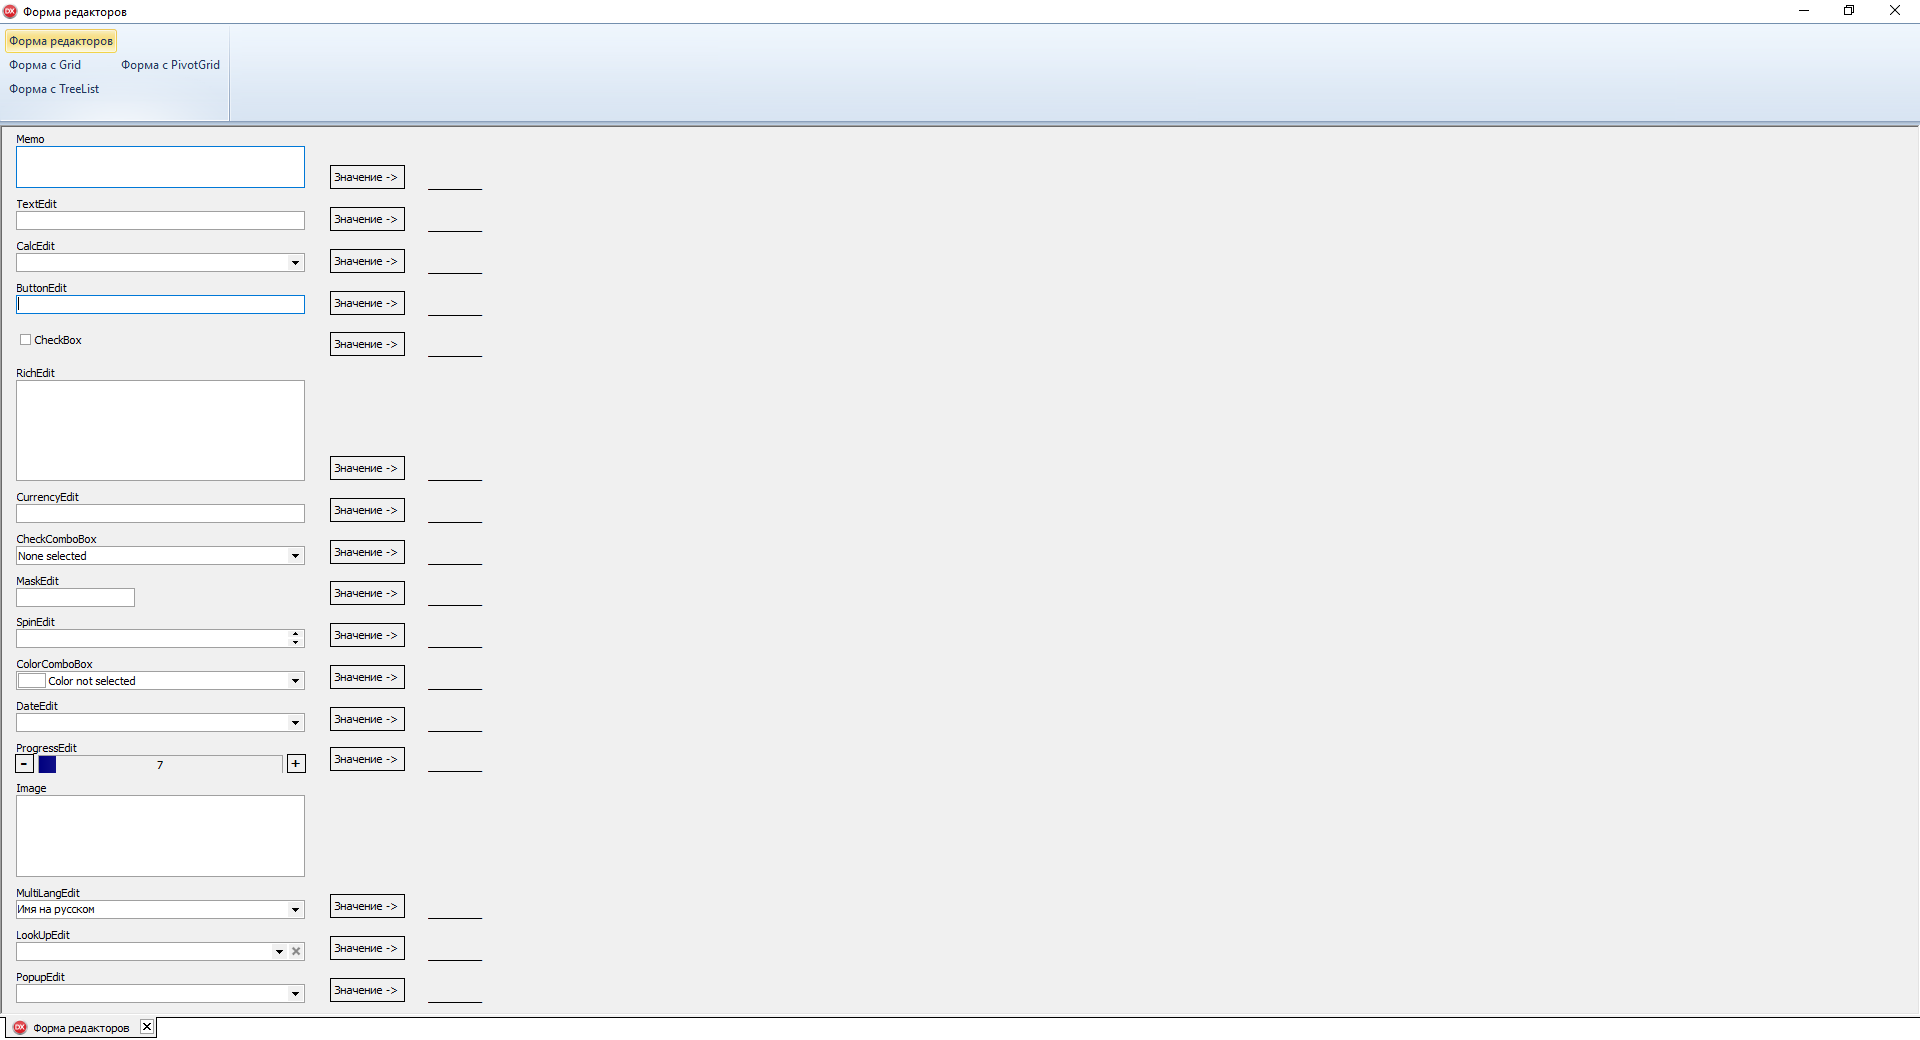 DX Форма редакторов
Форма редакторов
Форма с Grid Форма с PivotGrid
Форма с TreeList
Memo
Значение ->
TextEdit
Значение ->
CalcEdit
Значение ->
ButtonEdit
Значение ->
CheckBox
Значение ->
RichEdit
Значение ->
CurrencyEdit
Значение ->
CheckComboBox
None selected
Значение ->
MaskEdit
Значение ->
SpinEdit
Значение ->
ColorComboBox
Color not selected
Значение ->
DateEdit
Значение ->
ProgressEdit
- 7 +
Значение ->
Image
MultiLangEdit
Имя на русском
Значение ->
LookUpEdit
Значение ->
PopupEdit
Значение ->
DX Форма редакторов